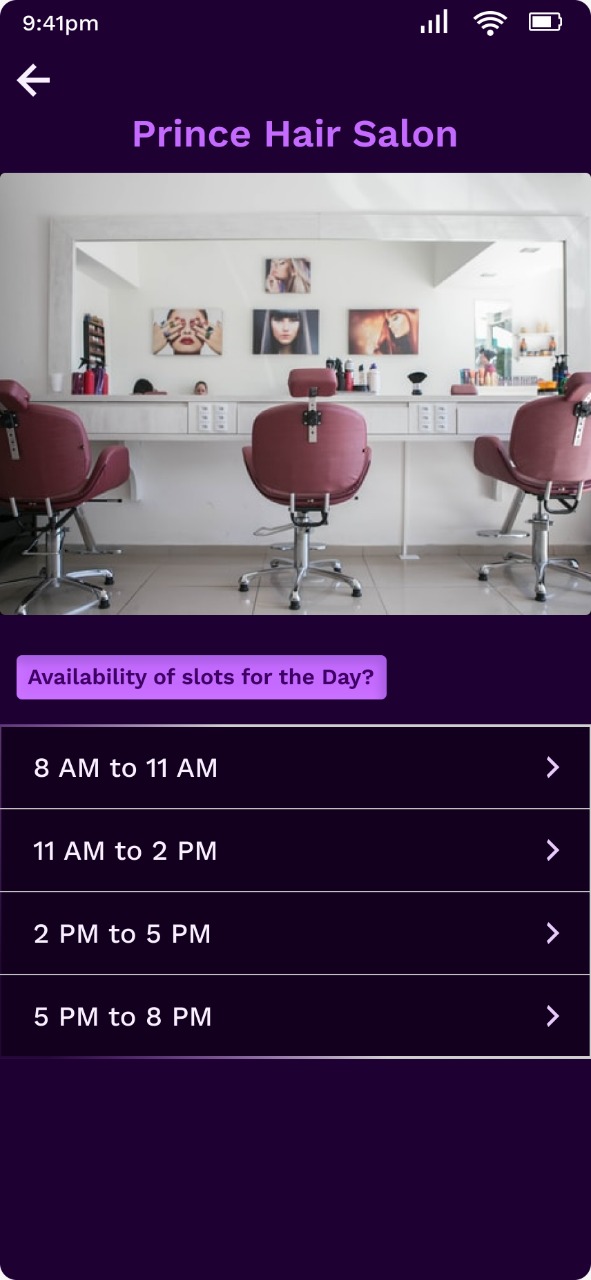 9:41pm
Prince Hair Salon
Availability of slots for the Day?
8 AM to 11 AM
11 AM to 2 PM
2 PM to 5 PM
5 PM to 8 PM